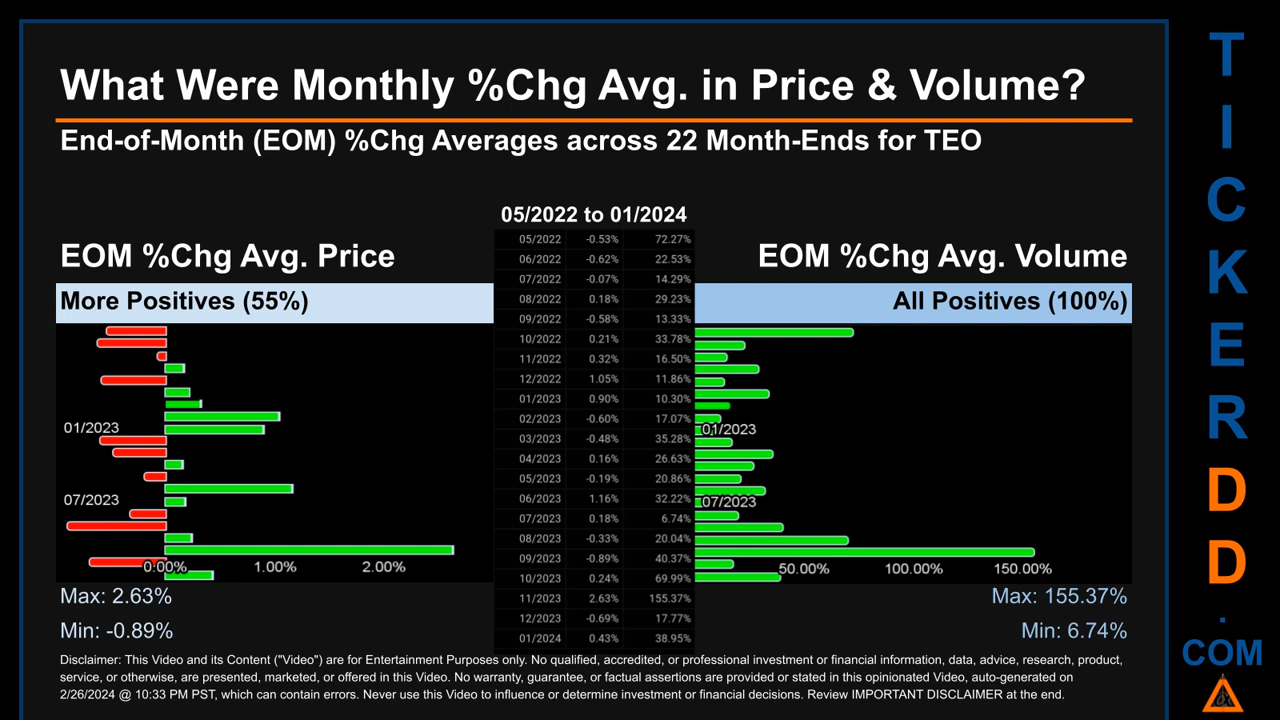 What Were Monthly %Chg Avg. in Price & Volume?
End-of-Month (EOM) %Chg Averages across 22 Month-Ends for TEO
05/2022 to 01/2024
EOM %Chg Avg. Price
EOM %Chg Avg. Volume
More Positives (55%)
All Positives (100%)
05/2022 -0.53% 72.27%
06/2022 -0.62% 22.53%
07/2022 -0.07% 14.29%
08/2022 0.18% 29.23%
09/2022 -0.58% 13.33%
10/2022 0.21% 33.78%
11/2022 0.32% 16.50%
12/2022 1.05% 11.86%
01/2023 0.90% 10.30%
02/2023 -0.60% 17.07%
03/2023 -0.48% 35.28%
04/2023 0.16% 26.63%
05/2023 -0.19% 20.86%
06/2023 1.16% 32.22%
07/2023 0.18% 6.74%
08/2023 -0.33% 20.04%
09/2023 -0.89% 40.37%
10/2023 0.24% 69.99%
11/2023 2.63% 155.37%
12/2023 -0.69% 17.77%
01/2024 0.43% 38.95%
01/2023
07/2023
0.00% 1.00% 2.00%
01/2023
07/2023
50.00% 100.00% 150.00%
Max: 2.63%
Min: -0.89%
Max: 155.37%
Min: 6.74%
Disclaimer: This Video and its Content ("Video") are for Entertainment Purposes only. No qualified, accredited, or professional investment or financial information, data, advice, research, product,
service, or otherwise, are presented, marketed, or offered in this Video. No warranty, guarantee, or factual assertions are provided or stated in this opinionated Video, auto-generated on
2/26/2024 @ 10:33 PM PST, which can contain errors. Never use this Video to influence or determine investment or financial decisions. Review IMPORTANT DISCLAIMER at the end.
T
I
C
K
E
R
D
D
.
COM